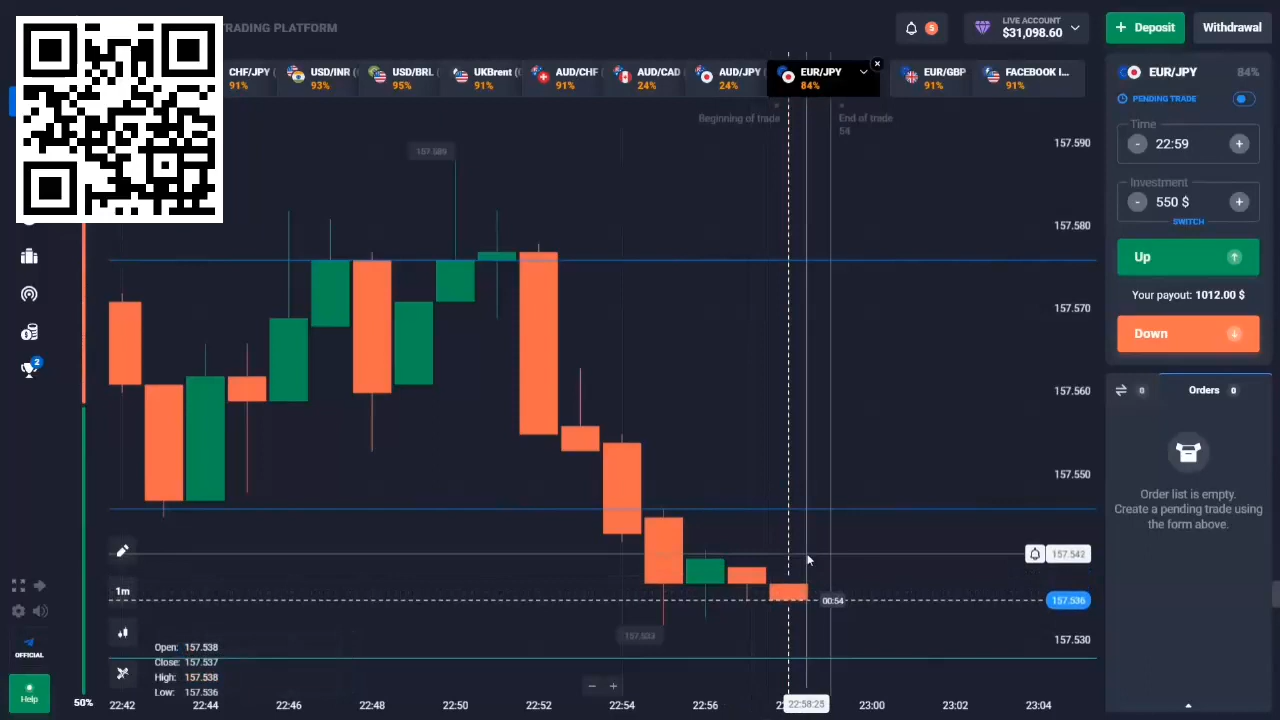 TRADING PLATFORM
5
LIVE ACCOUNT
$31,098.60
+ Deposit
Withdrawal
CHF/JPY (
91%
USD/INR (
93%
USD/BRL
95%
UKBrent (
91%
AUD/CHF
91%
AUD/CAD
24%
AUD/JPY
24%
EUR/JPY
84%
EUR/GBP
91%
FACEBOOK I...
91%
EUR/JPY
84%
PENDING TRADE
Time
- 22:59 +
Investment
- 550 $ +
SWITCH
Up
Your payout: 1012.00 $
Down
0
Orders 0
Order list is empty.
Create a pending trade using
the form above.
Beginning of trade
End of trade
54
157.589
157.590
157.580
157.570
157.560
157.550
157.542
157.536
157.530
00:54
2
1m
OFFICIAL
Help
50%
Open: 157.538
Close: 157.537
High: 157.538
Low: 157.536
− +
22:42
22:44
22:46
22:48
22:50
22:52
22:54
22:56
22:58:25
23:00
23:02
23:04